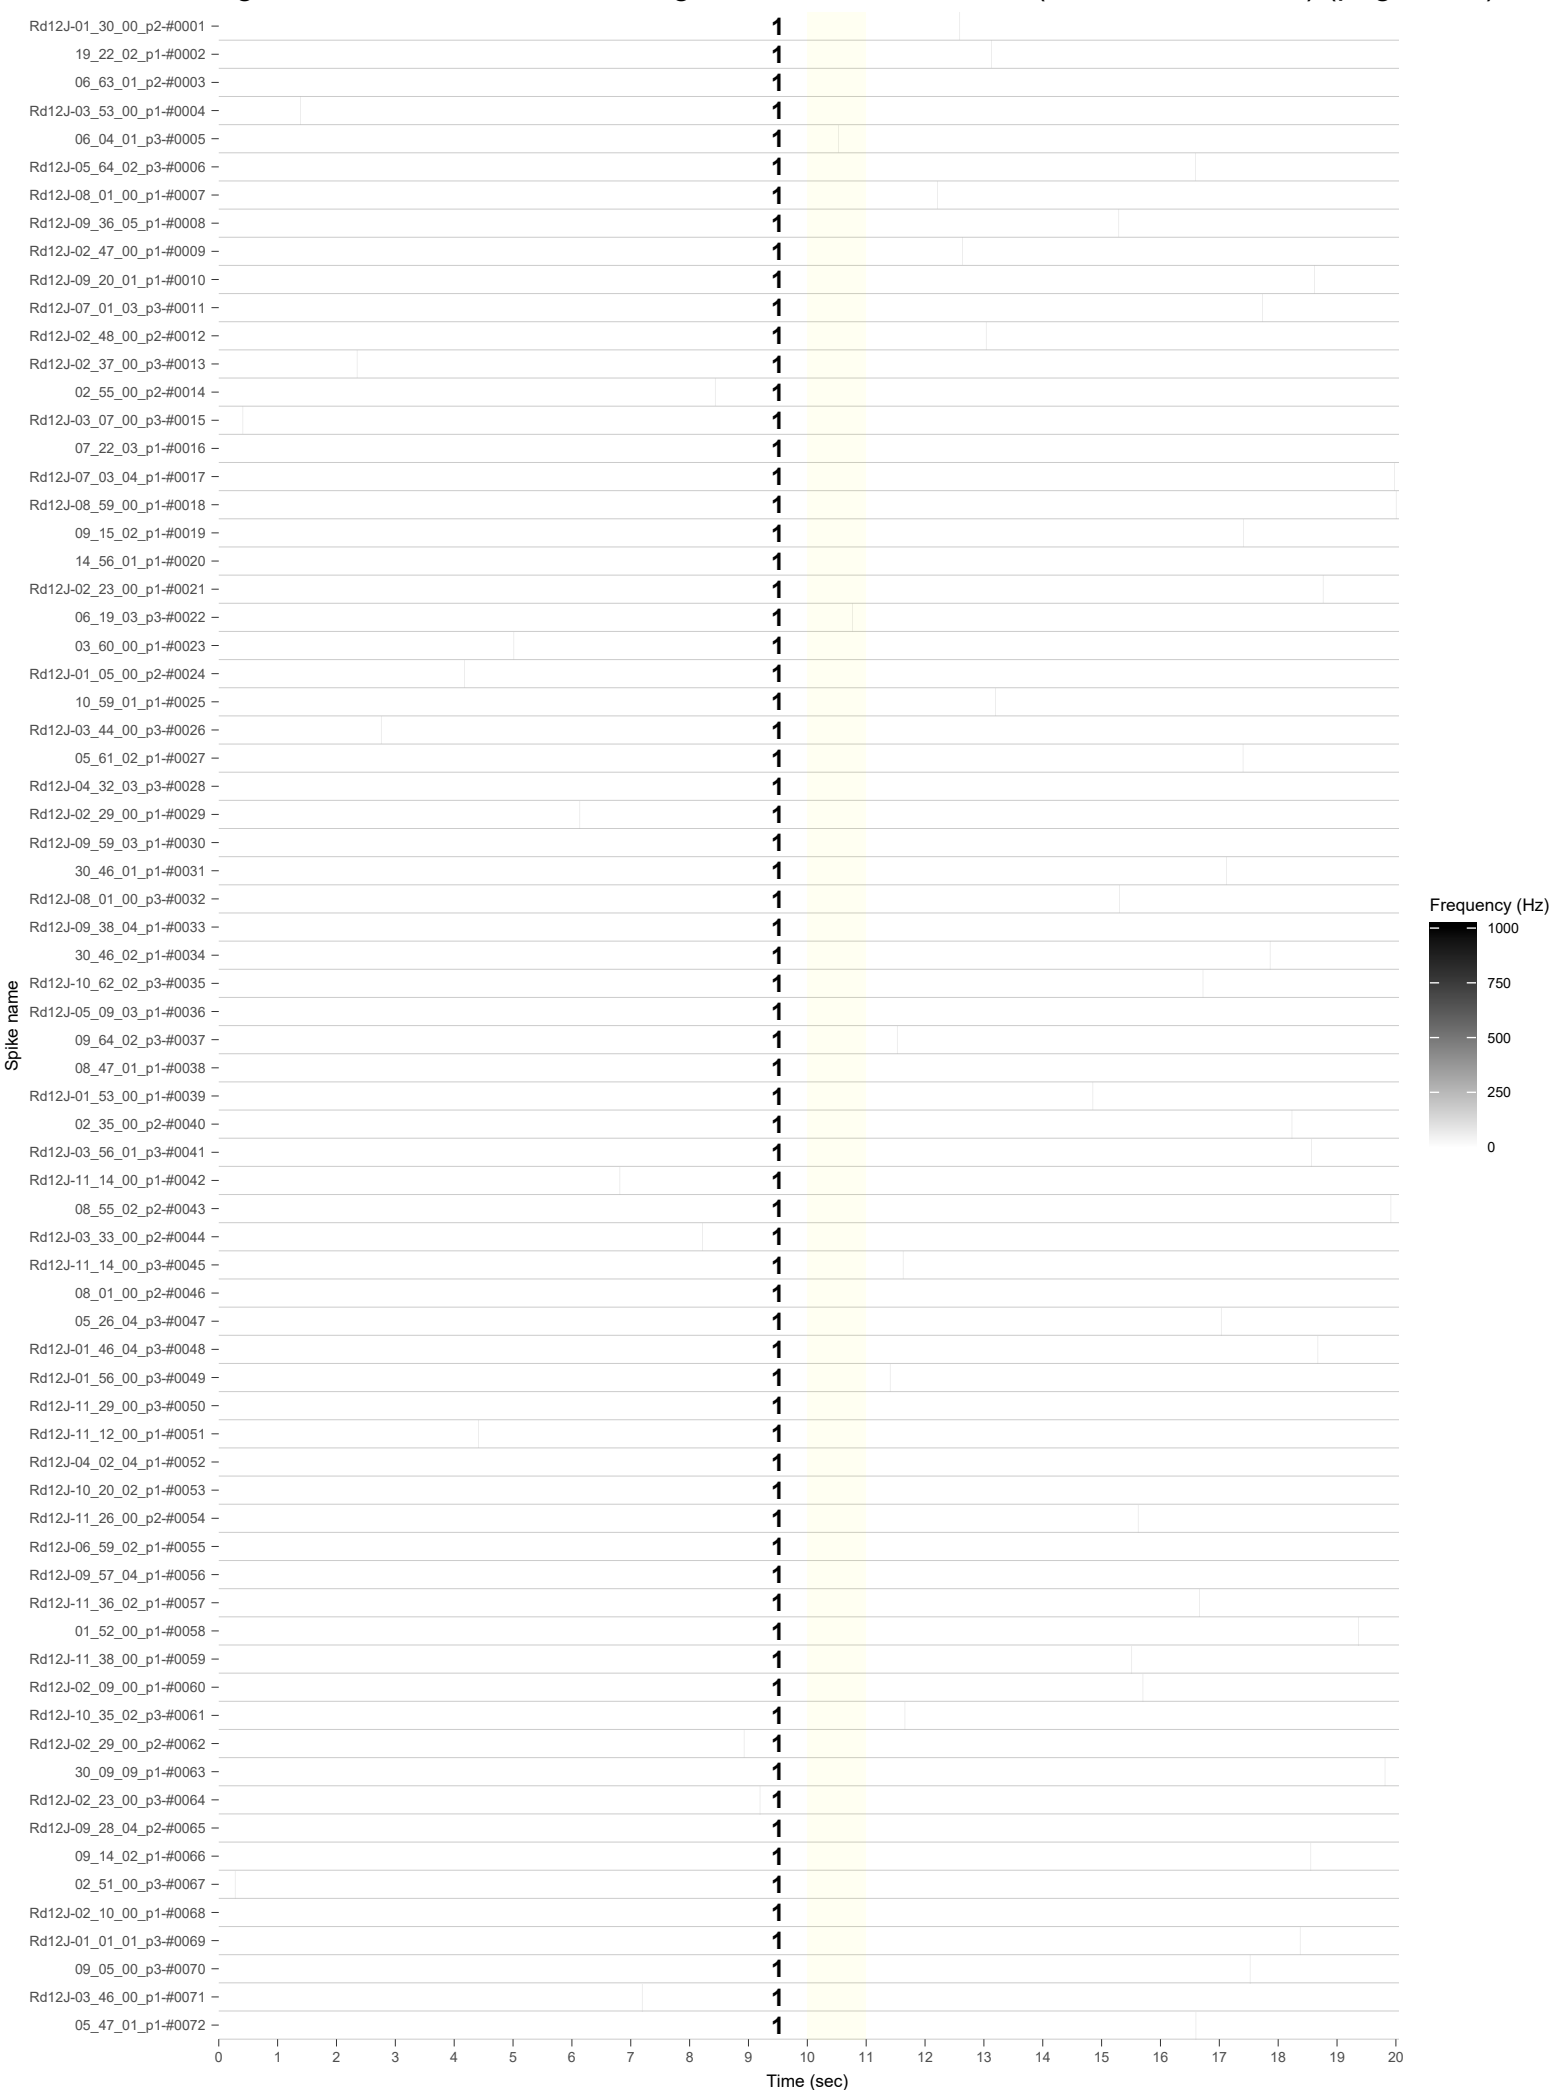 Rd12J-01_30_00_p2-#0001 1
19_22_02_p1-#0002 1
06_63_01_p2-#0003 1
Rd12J-03_53_00_p1-#0004 1
06_04_01_p3-#0005 1
Rd12J-05_64_02_p3-#0006 1
Rd12J-08_01_00_p1-#0007 1
Rd12J-09_36_05_p1-#0008 1
Rd12J-02_47_00_p1-#0009 1
Rd12J-09_20_01_p1-#0010 1
Rd12J-07_01_03_p3-#0011 1
Rd12J-02_48_00_p2-#0012 1
Rd12J-02_37_00_p3-#0013 1
02_55_00_p2-#0014 1
Rd12J-03_07_00_p3-#0015 1
07_22_03_p1-#0016 1
Rd12J-07_03_04_p1-#0017 1
Rd12J-08_59_00_p1-#0018 1
09_15_02_p1-#0019 1
14_56_01_p1-#0020 1
Rd12J-02_23_00_p1-#0021 1
06_19_03_p3-#0022 1
03_60_00_p1-#0023 1
Rd12J-01_05_00_p2-#0024 1
10_59_01_p1-#0025 1
Rd12J-03_44_00_p3-#0026 1
05_61_02_p1-#0027 1
Rd12J-04_32_03_p3-#0028 1
Rd12J-02_29_00_p1-#0029 1
Rd12J-09_59_03_p1-#0030 1
30_46_01_p1-#0031 1
Rd12J-08_01_00_p3-#0032 1
Rd12J-09_38_04_p1-#0033 1
30_46_02_p1-#0034 1
Rd12J-10_62_02_p3-#0035 1
Rd12J-05_09_03_p1-#0036 1
09_64_02_p3-#0037 1
08_47_01_p1-#0038 1
Rd12J-01_53_00_p1-#0039 1
02_35_00_p2-#0040 1
Rd12J-03_56_01_p3-#0041 1
Rd12J-11_14_00_p1-#0042 1
08_55_02_p2-#0043 1
Rd12J-03_33_00_p2-#0044 1
Rd12J-11_14_00_p3-#0045 1
08_01_00_p2-#0046 1
05_26_04_p3-#0047 1
Rd12J-01_46_04_p3-#0048 1
Rd12J-01_56_00_p3-#0049 1
Rd12J-11_29_00_p3-#0050 1
Rd12J-11_12_00_p1-#0051 1
Rd12J-04_02_04_p1-#0052 1
Rd12J-10_20_02_p1-#0053 1
Rd12J-11_26_00_p2-#0054 1
Rd12J-06_59_02_p1-#0055 1
Rd12J-09_57_04_p1-#0056 1
Rd12J-11_36_02_p1-#0057 1
01_52_00_p1-#0058 1
Rd12J-11_38_00_p1-#0059 1
Rd12J-02_09_00_p1-#0060 1
Rd12J-10_35_02_p3-#0061 1
Rd12J-02_29_00_p2-#0062 1
30_09_09_p1-#0063 1
Rd12J-02_23_00_p3-#0064 1
Rd12J-09_28_04_p2-#0065 1
09_14_02_p1-#0066 1
02_51_00_p3-#0067 1
Rd12J-02_10_00_p1-#0068 1
Rd12J-01_01_01_p3-#0069 1
09_05_00_p3-#0070 1
Rd12J-03_46_00_p1-#0071 1
05_47_01_p1-#0072 1
0 1 2 3 4 5 6 7 8 9 10 11 12 13 14 15 16 17 18 19 20
Time (sec)
Spike name
Frequency (Hz)
1000
750
500
250
0